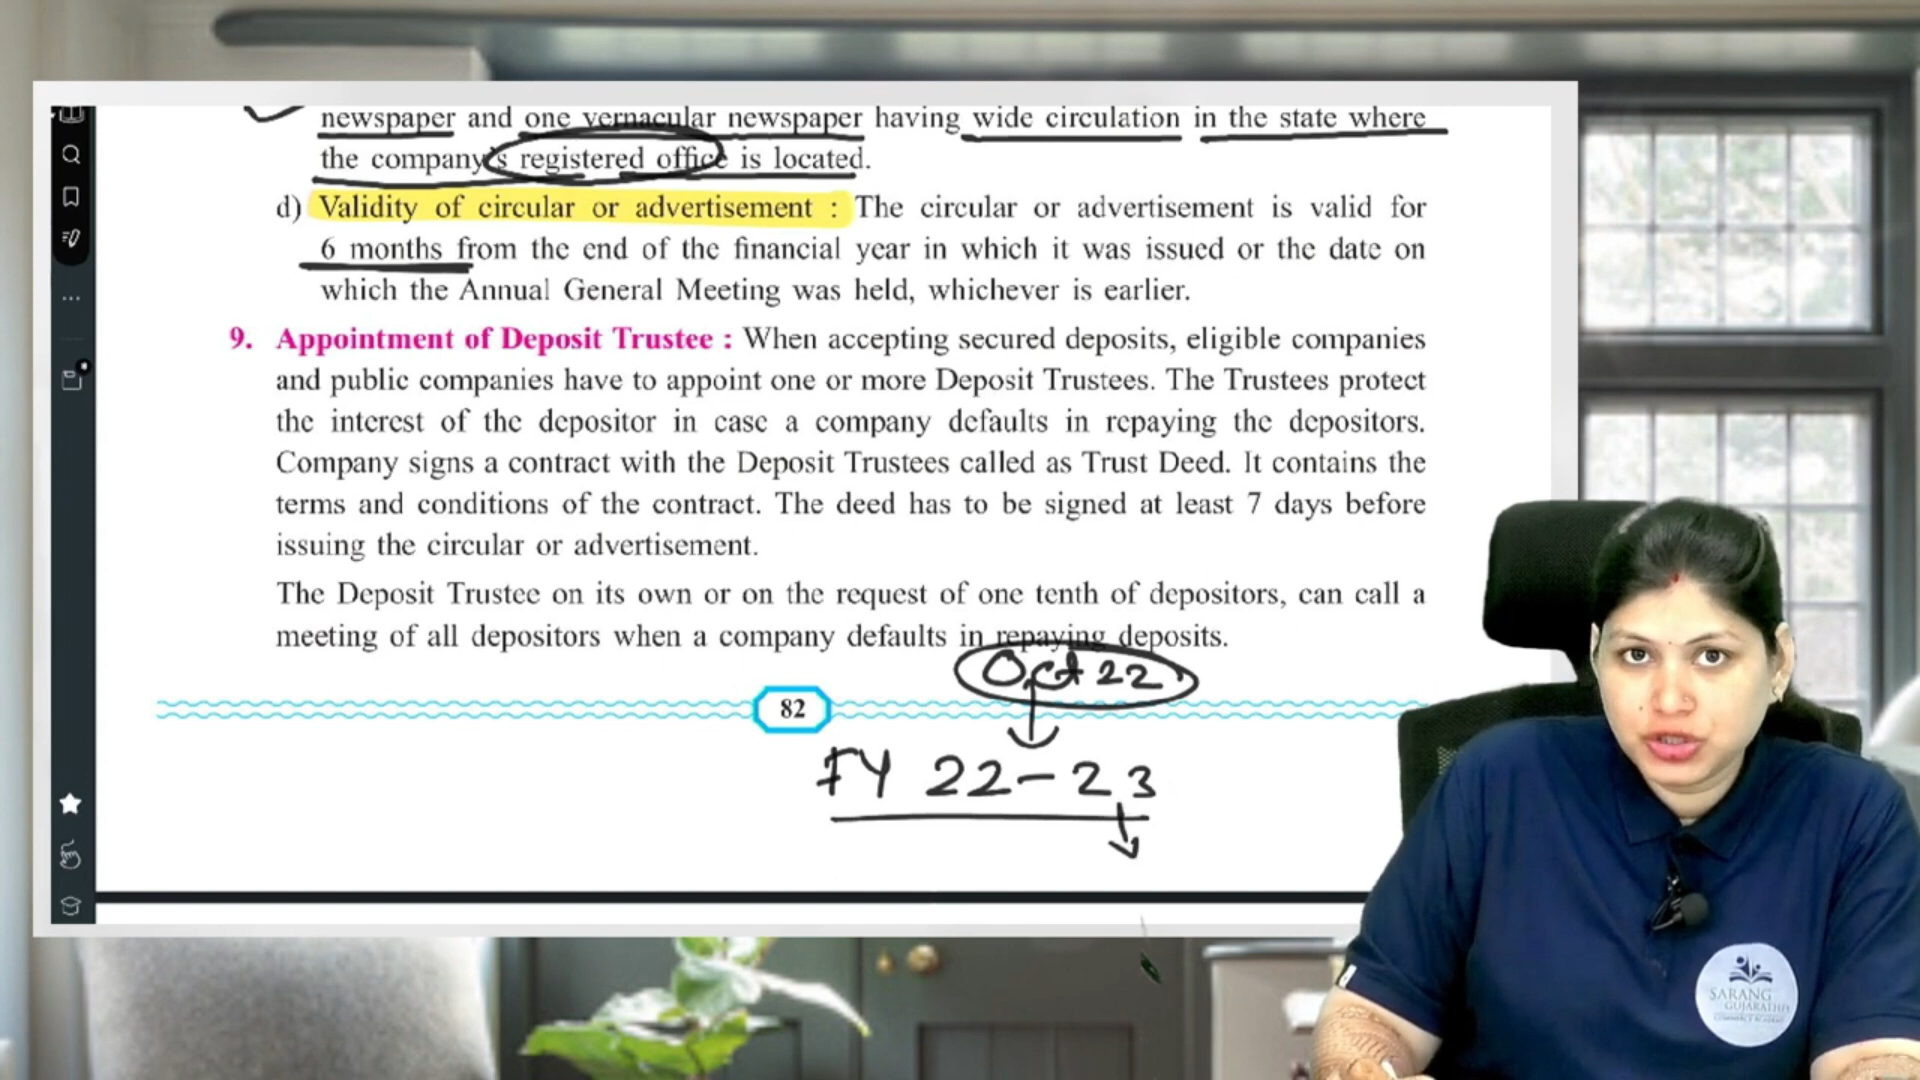 newspaper and one vernacular newspaper having wide circulation in the state where
the company's registered office is located.
d) Validity of circular or advertisement : The circular or advertisement is valid for
6 months from the end of the financial year in which it was issued or the date on
which the Annual General Meeting was held, whichever is earlier.
9. Appointment of Deposit Trustee : When accepting secured deposits, eligible companies
and public companies have to appoint one or more Deposit Trustees. The Trustees protect
the interest of the depositor in case a company defaults in repaying the depositors.
Company signs a contract with the Deposit Trustees called as Trust Deed. It contains the
terms and conditions of the contract. The deed has to be signed at least 7 days before
issuing the circular or advertisement.
The Deposit Trustee on its own or on the request of one tenth of depositors, can call a
meeting of all depositors when a company defaults in repaying deposits.
Oct 22
82
FY 22-23
SARANG
GUJARATHI
COMMERCE ACADEMY